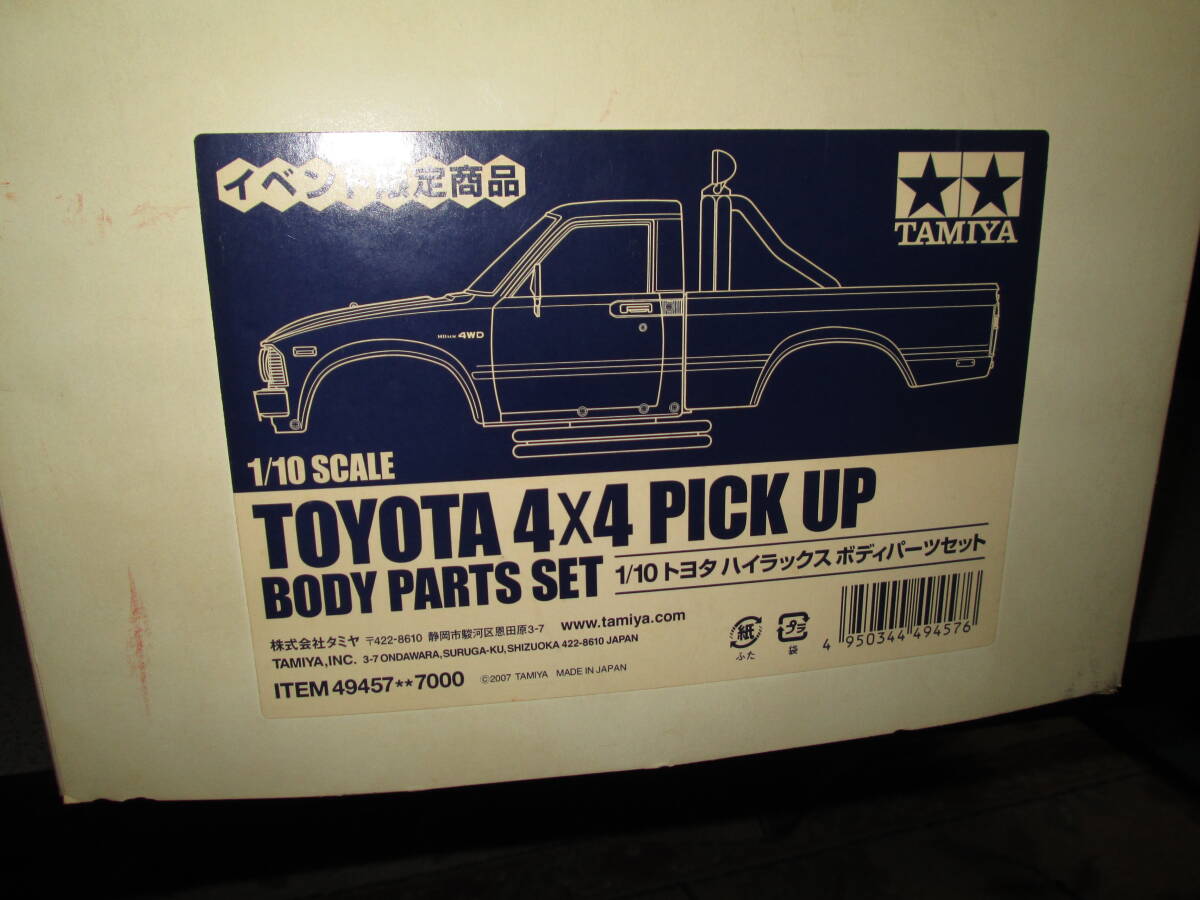 イベント限定商品
TAMIYA
Hilux 4WD
1/10 SCALE
TOYOTA 4X4 PICK UP
BODY PARTS SET
1/10 トヨタ ハイラックス ボディパーツセット
株式会社タミヤ 〒422-8610 静岡市駿河区恩田原3-7 www.tamiya.com
TAMIYA, INC. 3-7 ONDAWARA, SURUGA-KU, SHIZUOKA 422-8610 JAPAN
ITEM 49457**7000 ©2007 TAMIYA MADE IN JAPAN
紙
ふた
プラ
袋
4 950344 494576